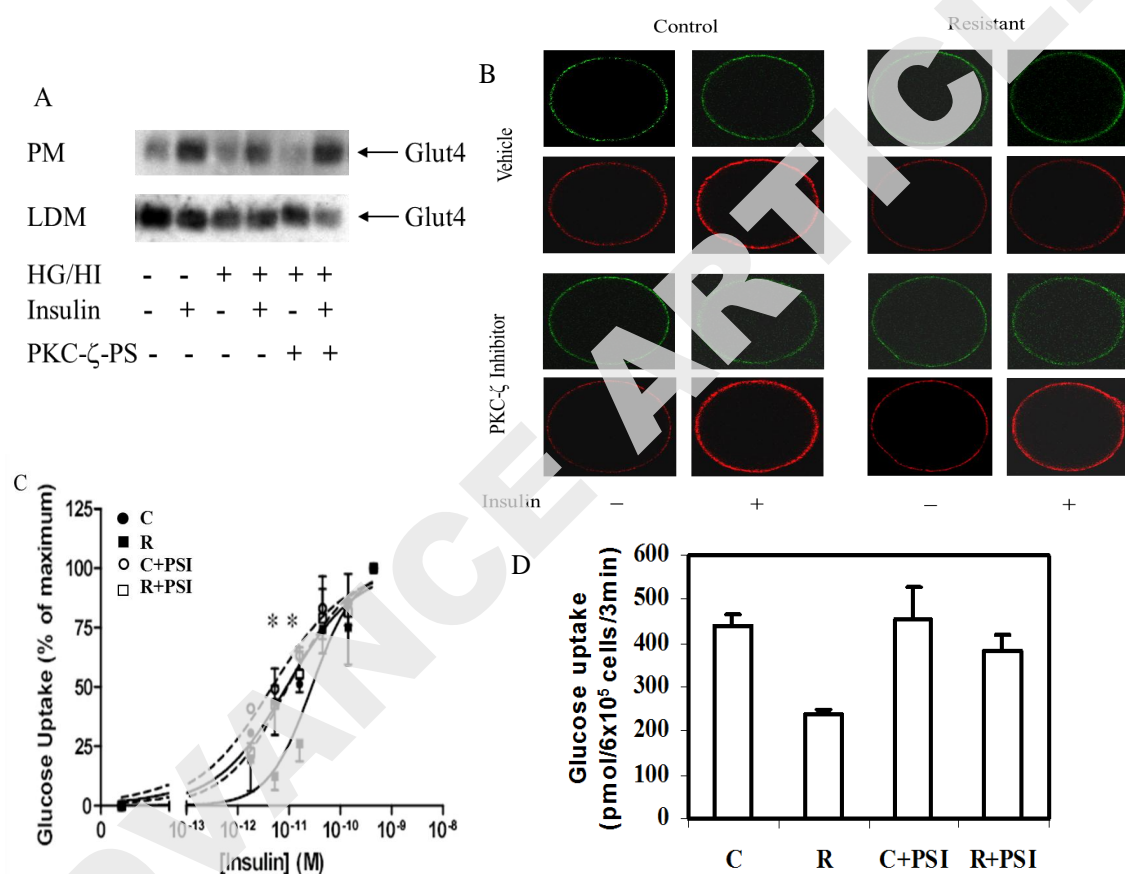 A
PM
Glut4
LDM
Glut4
HG/HI - - + + + +
Insulin - + - + - +
PKC-ζ-PS - - - - + +
B
Control
Resistant
Vehicle
PKC-ζ Inhibitor
Insulin − + − +
C
Glucose Uptake (% of maximum)
125
100
75
50
25
0
C
R
C+PSI
R+PSI
* *
0 10-13 10-12 10-11 10-10 10-9 10-8
[Insulin] (M)
D
Glucose uptake
(pmol/6x10⁵ cells/3min)
600
500
400
300
200
100
0
C R C+PSI R+PSI
ADVANCE ARTICLE